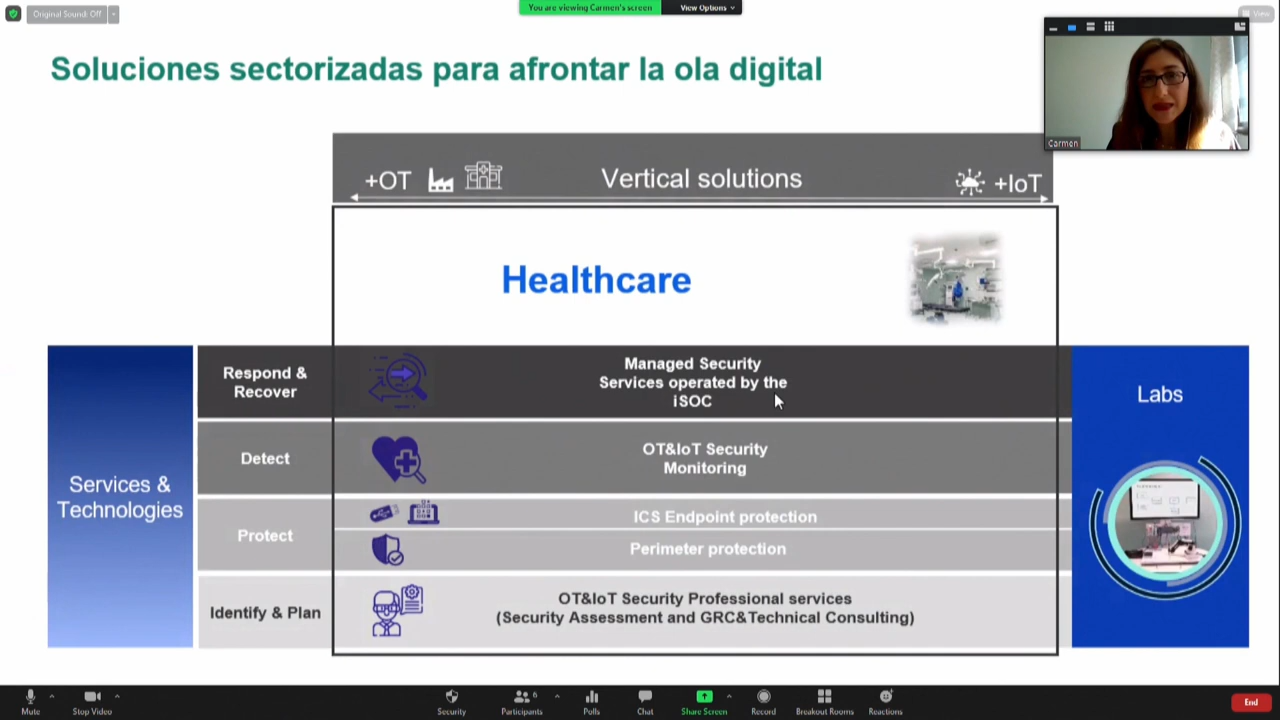 Original Sound: Off
You are viewing Carmen's screen
View Options
View
Soluciones sectorizadas para afrontar la ola digital
Carmen
+OT
Vertical solutions
+IoT
Healthcare
Services &
Technologies
Respond &
Recover
Managed Security
Services operated by the
iSOC
Detect
OT&IoT Security
Monitoring
Protect
ICS Endpoint protection
Perimeter protection
Identify & Plan
OT&IoT Security Professional services
(Security Assessment and GRC&Technical Consulting)
Labs
Mute
Stop Video
Security
Participants
6
Polls
Chat
Share Screen
Record
Breakout Rooms
Reactions
End